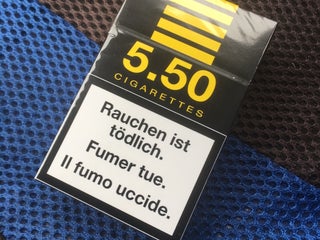 5.50
CIGARETTES
Rauchen ist
tödlich.
Fumer tue.
Il fumo uccide.